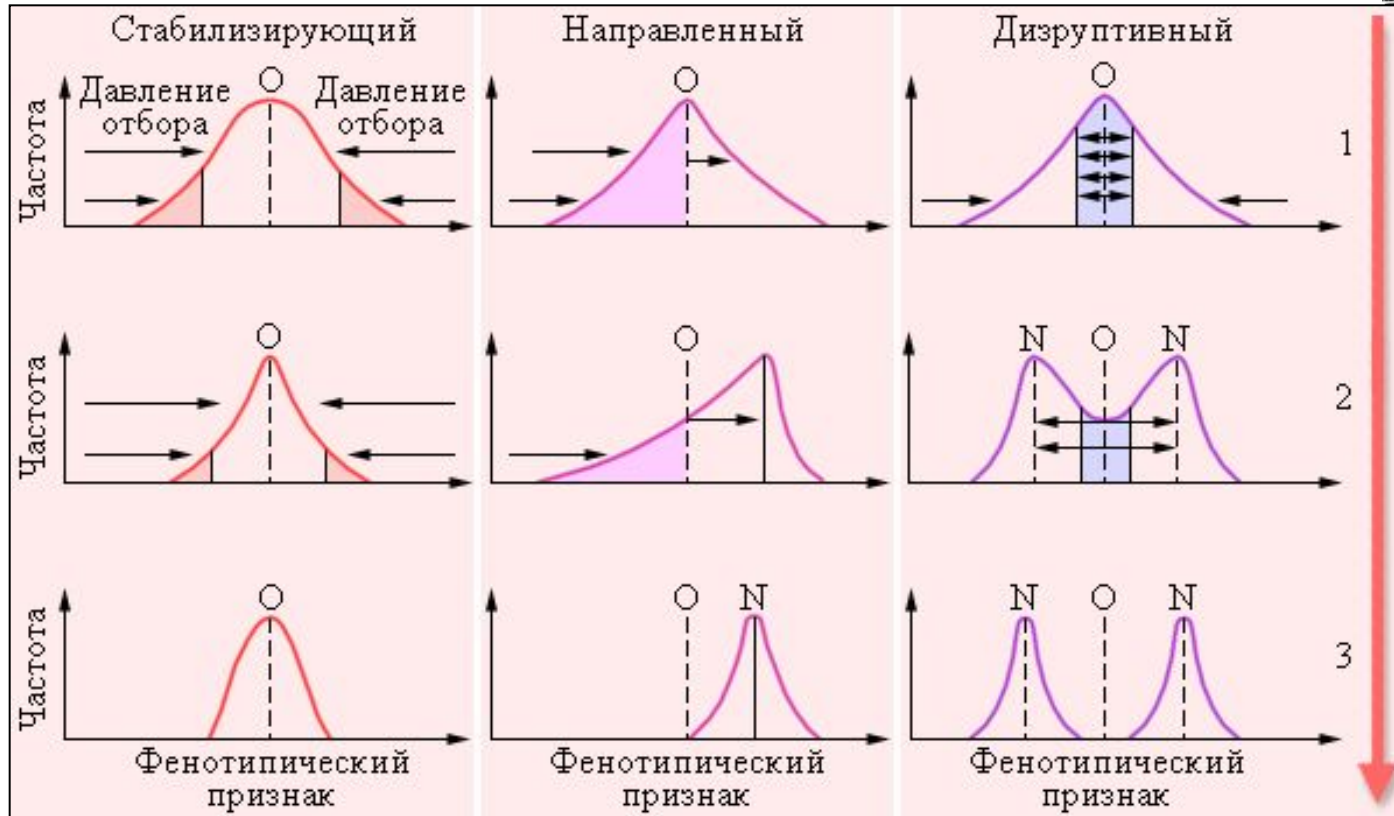 Стабилизирующий
Направленный
Дизруптивный
О
О
О
Давление
отбора
Давление
отбора
Частота
1
О
О
N О N
Частота
2
О
О N
N О N
Частота
3
Фенотипический
признак
Фенотипический
признак
Фенотипический
признак